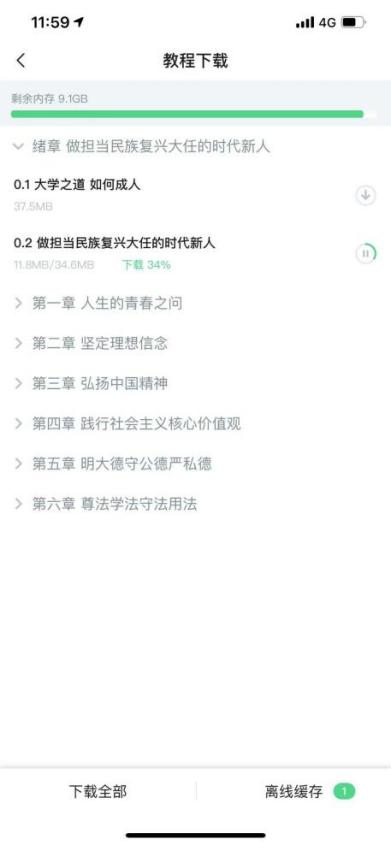 11:59 4G
教程下载
剩余内存 9.1GB
绪章 做担当民族复兴大任的时代新人
0.1 大学之道 如何成人
37.5MB
0.2 做担当民族复兴大任的时代新人
11.8MB/34.6MB 下载 34%
第一章 人生的青春之问
第二章 坚定理想信念
第三章 弘扬中国精神
第四章 践行社会主义核心价值观
第五章 明大德守公德严私德
第六章 尊法学法守法用法
下载全部 离线缓存 1